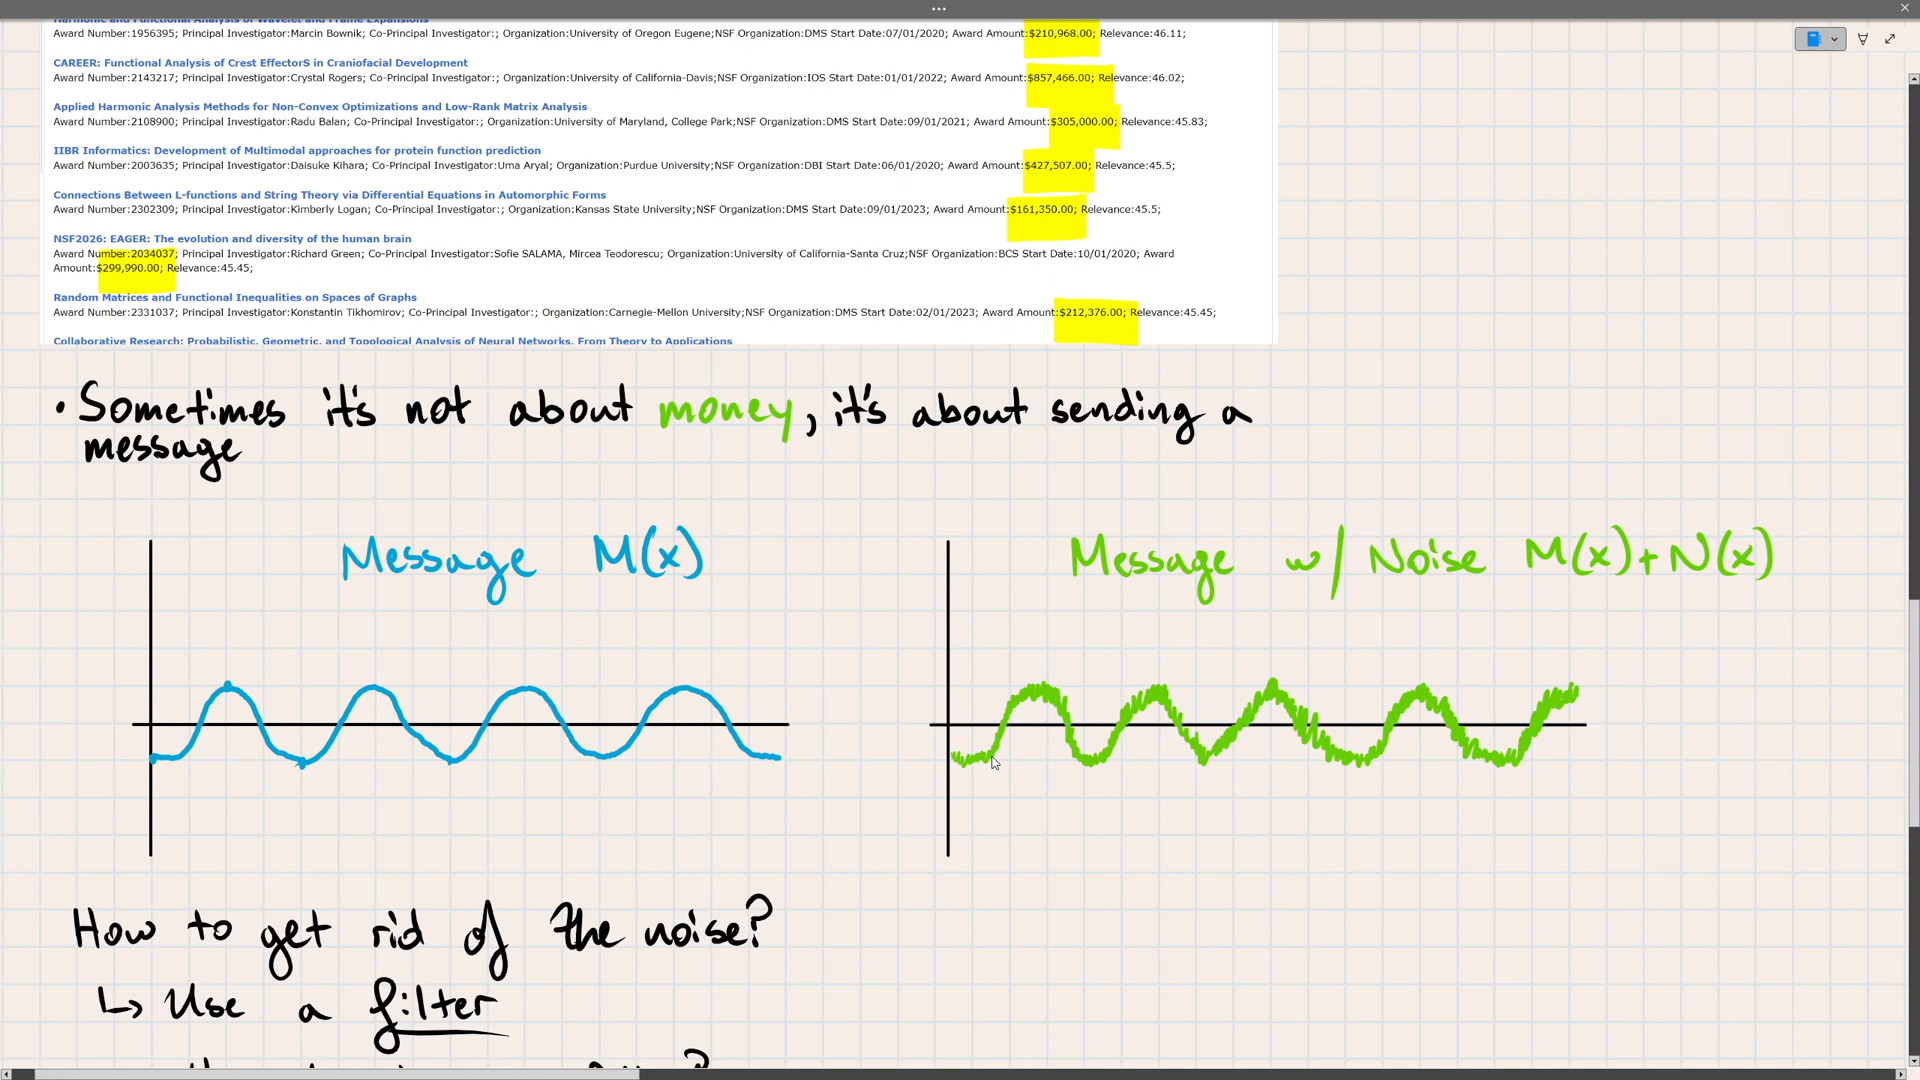 Harmonic and Functional Analysis of Wavelet and Frame Expansions
Award Number:1956395; Principal Investigator:Marcin Bownik; Co-Principal Investigator:; Organization:University of Oregon Eugene;NSF Organization:DMS Start Date:07/01/2020; Award Amount:$210,968.00; Relevance:46.11;
CAREER: Functional Analysis of Crest EffectorS in Craniofacial Development
Award Number:2143217; Principal Investigator:Crystal Rogers; Co-Principal Investigator:; Organization:University of California-Davis;NSF Organization:IOS Start Date:01/01/2022; Award Amount:$857,466.00; Relevance:46.02;
Applied Harmonic Analysis Methods for Non-Convex Optimizations and Low-Rank Matrix Analysis
Award Number:2108900; Principal Investigator:Radu Balan; Co-Principal Investigator:; Organization:University of Maryland, College Park;NSF Organization:DMS Start Date:09/01/2021; Award Amount:$305,000.00; Relevance:45.83;
IIBR Informatics: Development of Multimodal approaches for protein function prediction
Award Number:2003635; Principal Investigator:Daisuke Kihara; Co-Principal Investigator:Uma Aryal; Organization:Purdue University;NSF Organization:DBI Start Date:06/01/2020; Award Amount:$427,507.00; Relevance:45.5;
Connections Between L-functions and String Theory via Differential Equations in Automorphic Forms
Award Number:2302309; Principal Investigator:Kimberly Logan; Co-Principal Investigator:; Organization:Kansas State University;NSF Organization:DMS Start Date:09/01/2023; Award Amount:$161,350.00; Relevance:45.5;
NSF2026: EAGER: The evolution and diversity of the human brain
Award Number:2034037; Principal Investigator:Richard Green; Co-Principal Investigator:Sofie SALAMA, Mircea Teodorescu; Organization:University of California-Santa Cruz;NSF Organization:BCS Start Date:10/01/2020; Award
Amount:$299,990.00; Relevance:45.45;
Random Matrices and Functional Inequalities on Spaces of Graphs
Award Number:2331037; Principal Investigator:Konstantin Tikhomirov; Co-Principal Investigator:; Organization:Carnegie-Mellon University;NSF Organization:DMS Start Date:02/01/2023; Award Amount:$212,376.00; Relevance:45.45;
Collaborative Research: Probabilistic, Geometric, and Topological Analysis of Neural Networks, From Theory to Applications
• Sometimes it's not about money, it's about sending a
message
Message M(x)
Message w/ Noise M(x)+N(x)
How to get rid of the noise?
↳ Use a filter